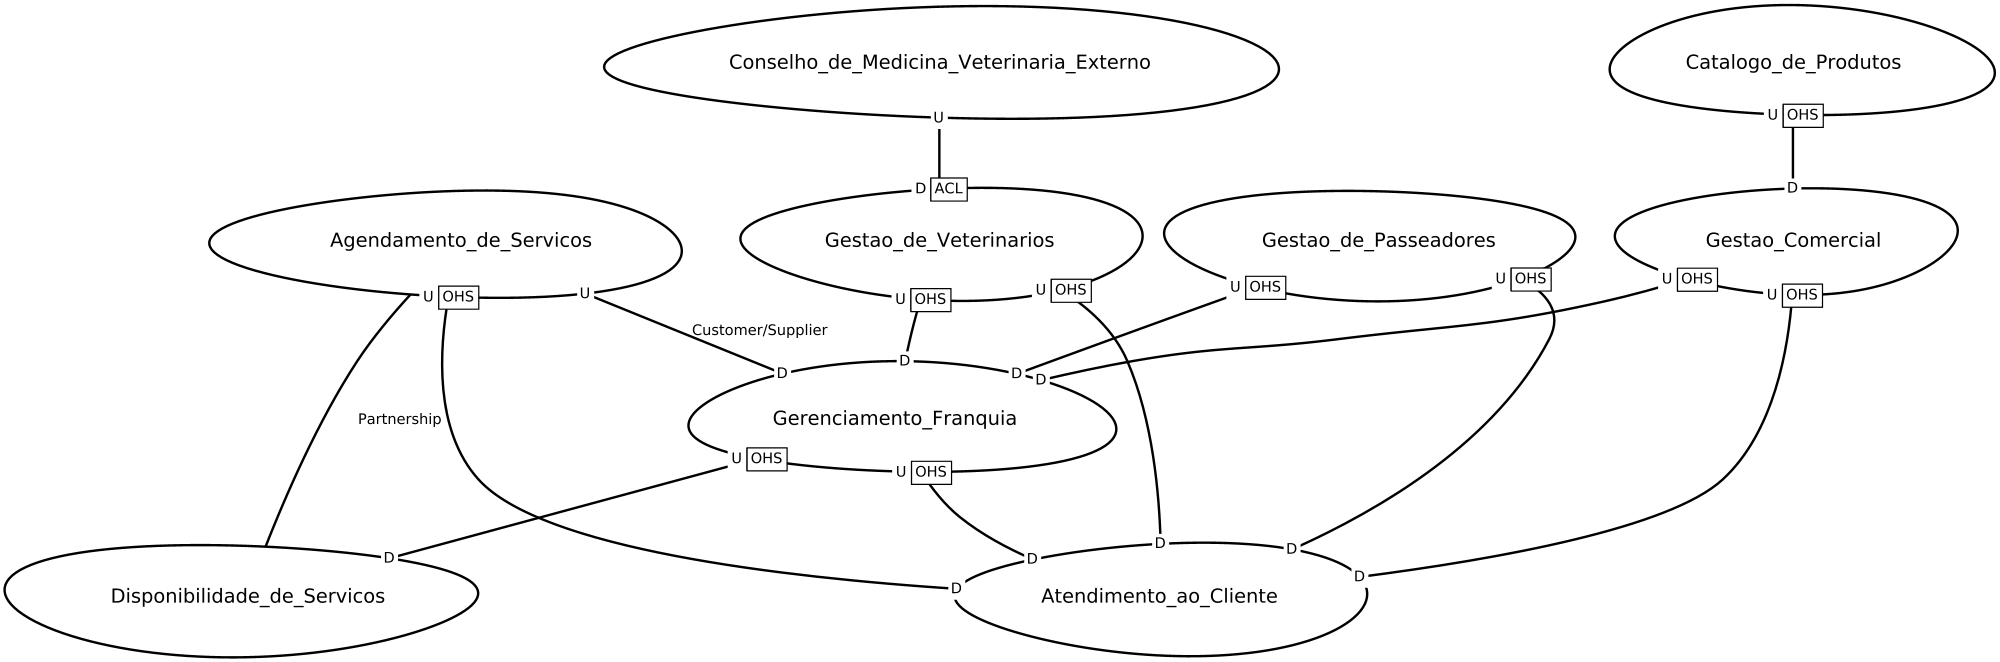 Conselho_de_Medicina_Veterinaria_Externo
Catalogo_de_Produtos
U
U OHS
D ACL
D
Agendamento_de_Servicos
Gestao_de_Veterinarios
Gestao_de_Passeadores
Gestao_Comercial
U OHS
U
U OHS
U OHS
U OHS
U OHS
U OHS
U OHS
Customer/Supplier
D
D
D
D
Partnership
Gerenciamento_Franquia
U OHS
U OHS
D
D
D
D
D
D
Disponibilidade_de_Servicos
Atendimento_ao_Cliente